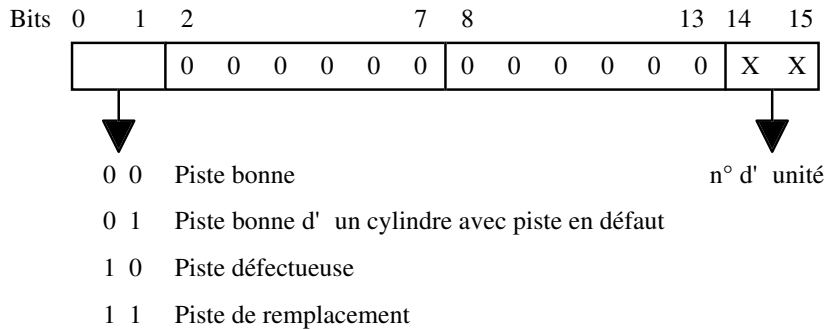 Bits 0 1 2 7 8 13 14 15
0 0 0 0 0 0 0 0 0 0 0 0 X X
0 0 Piste bonne n° d' unité
0 1 Piste bonne d' un cylindre avec piste en défaut
1 0 Piste défectueuse
1 1 Piste de remplacement